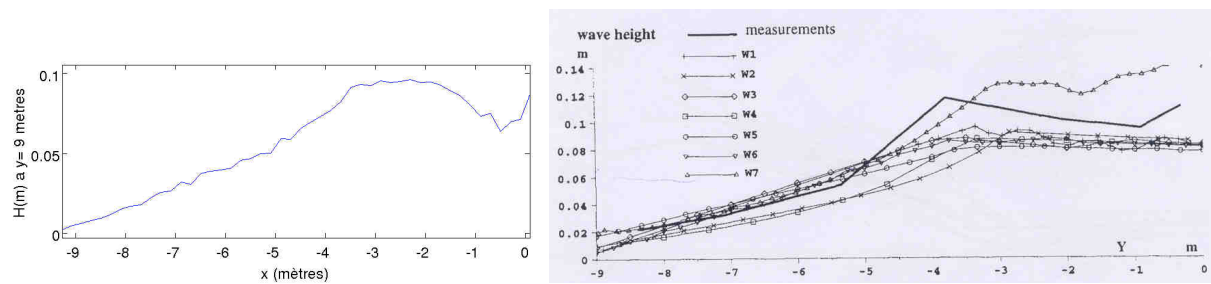 0.1
0.05
0
H(m) a y= 9 metres
-9 -8 -7 -6 -5 -4 -3 -2 -1 0
x (mètres)
wave height measurements
m
W1
W2
W3
W4
W5
W6
W7
0.14
0.12
0.1
0.08
0.06
0.04
0.02
0
Y m
-9 -8 -7 -6 -5 -4 -3 -2 -1 0